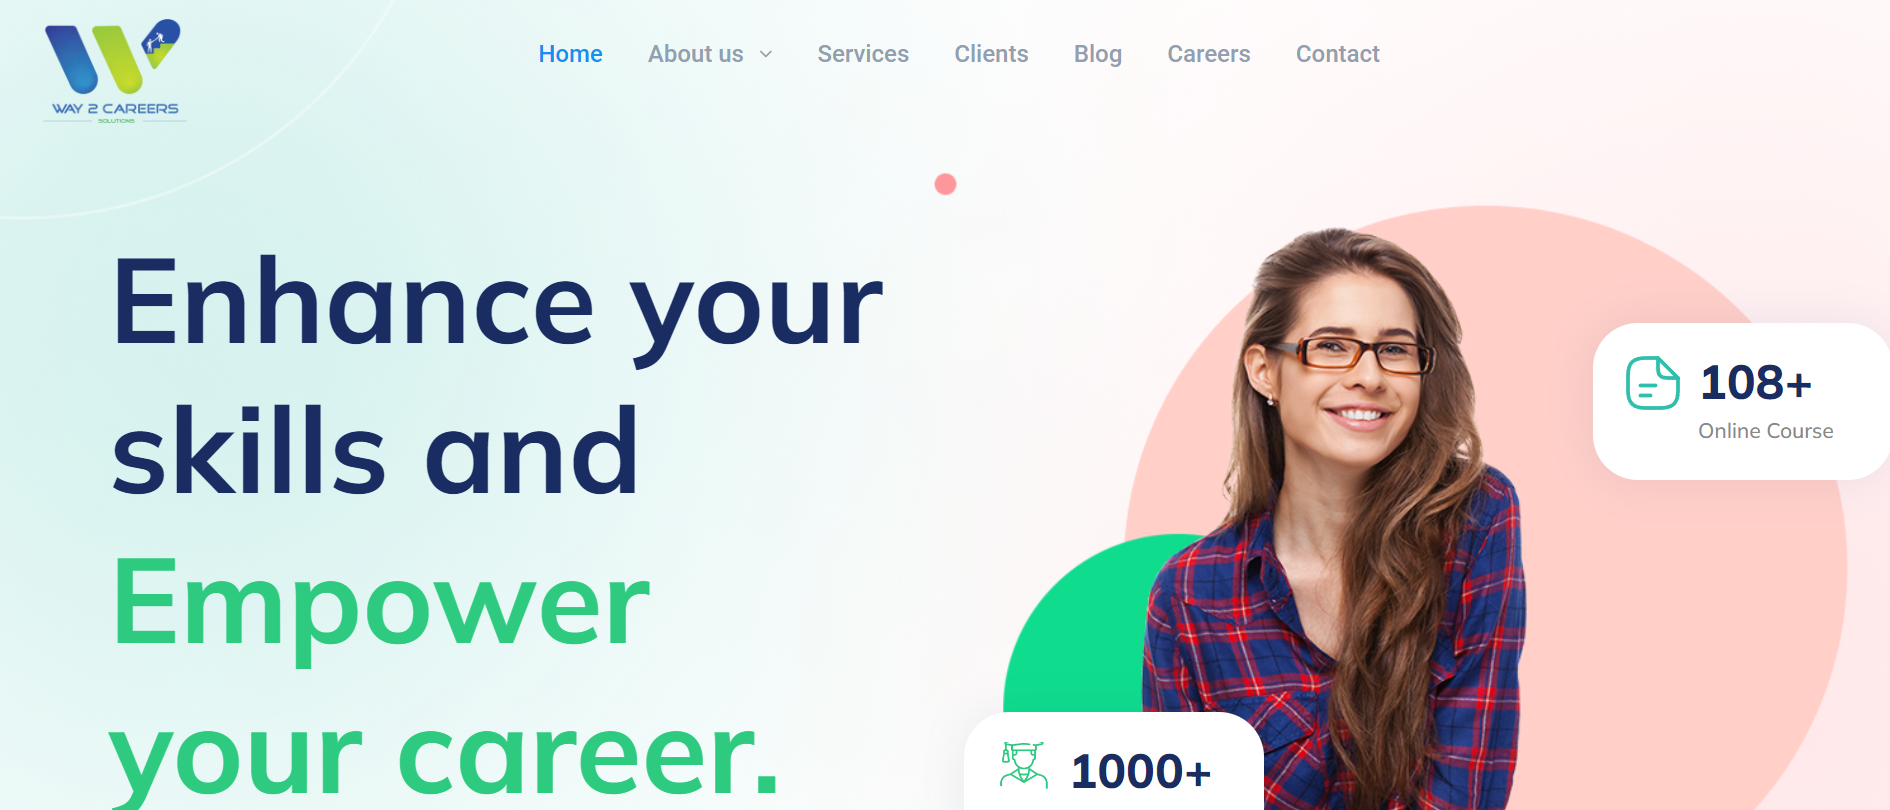 WAY 2 CAREERS
SOLUTIONS
Home
About us
Services
Clients
Blog
Careers
Contact
Enhance your
skills and
Empower
your career.
108+
Online Course
1000+